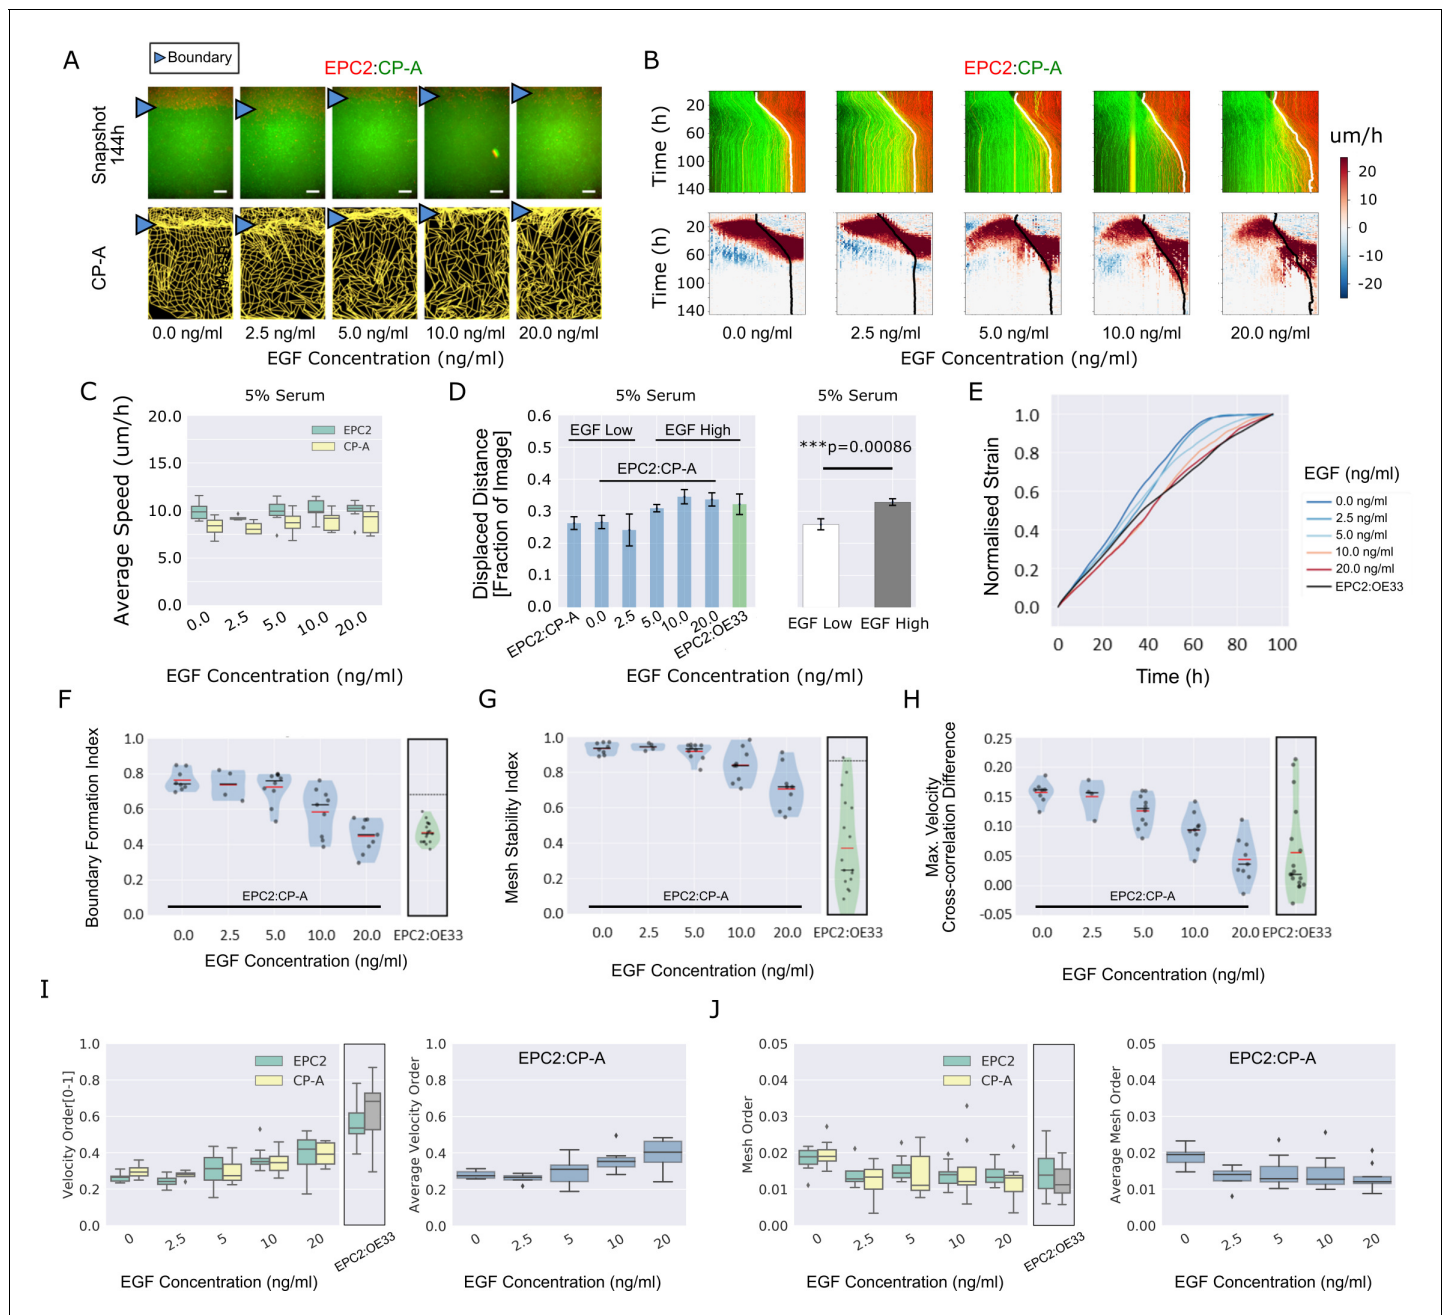 A
Boundary
EPC2:CP-A
Snapshot
144h
CP-A
0.0 ng/ml
2.5 ng/ml
5.0 ng/ml
10.0 ng/ml
20.0 ng/ml
EGF Concentration (ng/ml)
B
EPC2:CP-A
Time (h)
20
60
100
140
Time (h)
20
60
100
140
um/h
20
10
0
-10
-20
0.0 ng/ml
2.5 ng/ml
5.0 ng/ml
10.0 ng/ml
20.0 ng/ml
EGF Concentration (ng/ml)
C
5% Serum
Average Speed (um/h)
20.0
15.0
10.0
5.0
0.0
EPC2
CP-A
0.0
2.5
5.0
10.0
20.0
EGF Concentration (ng/ml)
D
5% Serum
Displaced Distance
[Fraction of Image]
0.6
0.5
0.4
0.3
0.2
0.1
0.0
EGF Low
EGF High
EPC2:CP-A
EPC2:CP-A
0.0
2.5
5.0
10.0
20.0
EPC2:OE33
5% Serum
***p=0.00086
EGF Low
EGF High
EGF Concentration (ng/ml)
E
Normalised Strain
1.0
0.8
0.6
0.4
0.2
0.0
0
20
40
60
80
100
Time (h)
EGF (ng/ml)
0.0 ng/ml
2.5 ng/ml
5.0 ng/ml
10.0 ng/ml
20.0 ng/ml
EPC2:OE33
F
Boundary Formation Index
1.0
0.8
0.6
0.4
0.2
0.0
EPC2:CP-A
0.0
2.5
5.0
10.0
20.0
EPC2:OE33
EGF Concentration (ng/ml)
G
Mesh Stability Index
1.0
0.8
0.6
0.4
0.2
0.0
EPC2:CP-A
0.0
2.5
5.0
10.0
20.0
EPC2:OE33
EGF Concentration (ng/ml)
H
Max. Velocity
Cross-correlation Difference
0.25
0.20
0.15
0.10
0.05
0.00
-0.05
EPC2:CP-A
0.0
2.5
5.0
10.0
20.0
EPC2:OE33
EGF Concentration (ng/ml)
I
Velocity Order[0-1]
1.0
0.8
0.6
0.4
0.2
0.0
EPC2
CP-A
0
2.5
5
10
20
EPC2:OE33
EGF Concentration (ng/ml)
Average Velocity Order
1.0
0.8
0.6
0.4
0.2
0.0
EPC2:CP-A
0
2.5
5
10
20
EGF Concentration (ng/ml)
J
Mesh Order
0.05
0.04
0.03
0.02
0.01
0.00
EPC2
CP-A
0
2.5
5
10
20
EPC2:OE33
EGF Concentration (ng/ml)
Average Mesh Order
0.05
0.04
0.03
0.02
0.01
0.00
EPC2:CP-A
0
2.5
5
10
20
EGF Concentration (ng/ml)